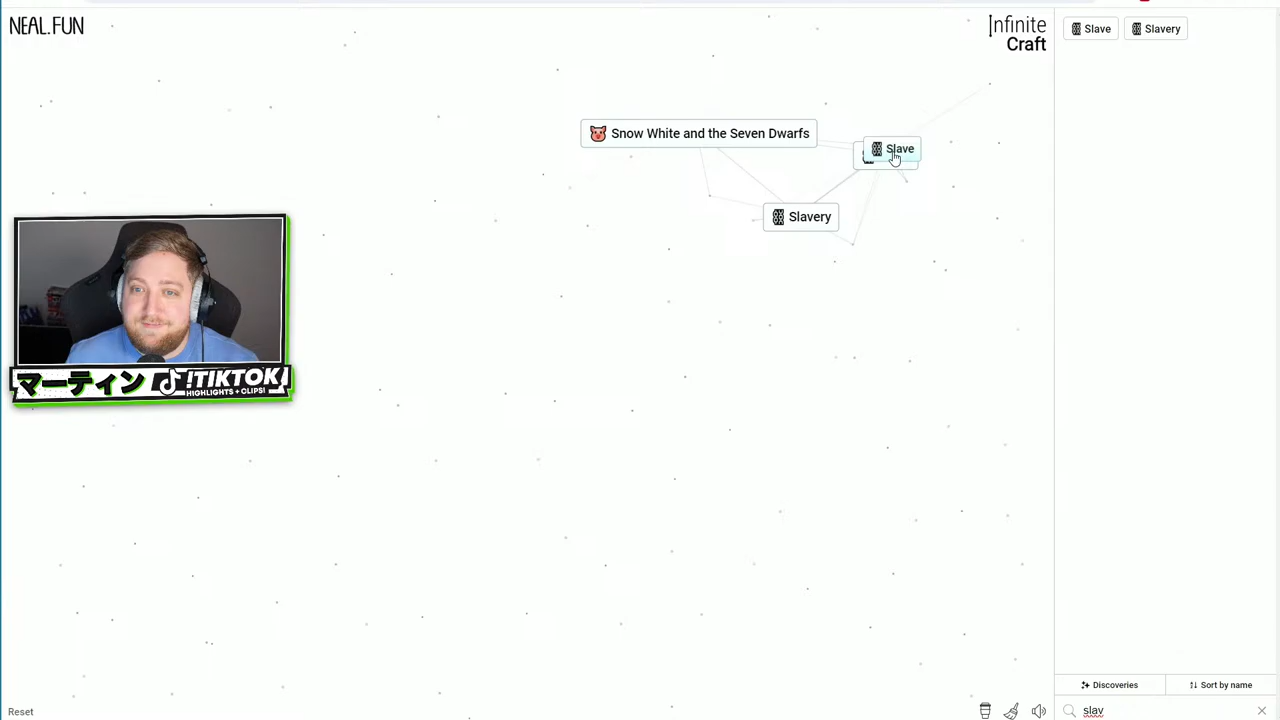 NEAL.FUN
Infinite
Craft
Slave
Slavery
Snow White and the Seven Dwarfs
Slave
Slavery
マーティン
!TIKTOK
HIGHLIGHTS + CLIPS!
Discoveries
Sort by name
Reset
slav